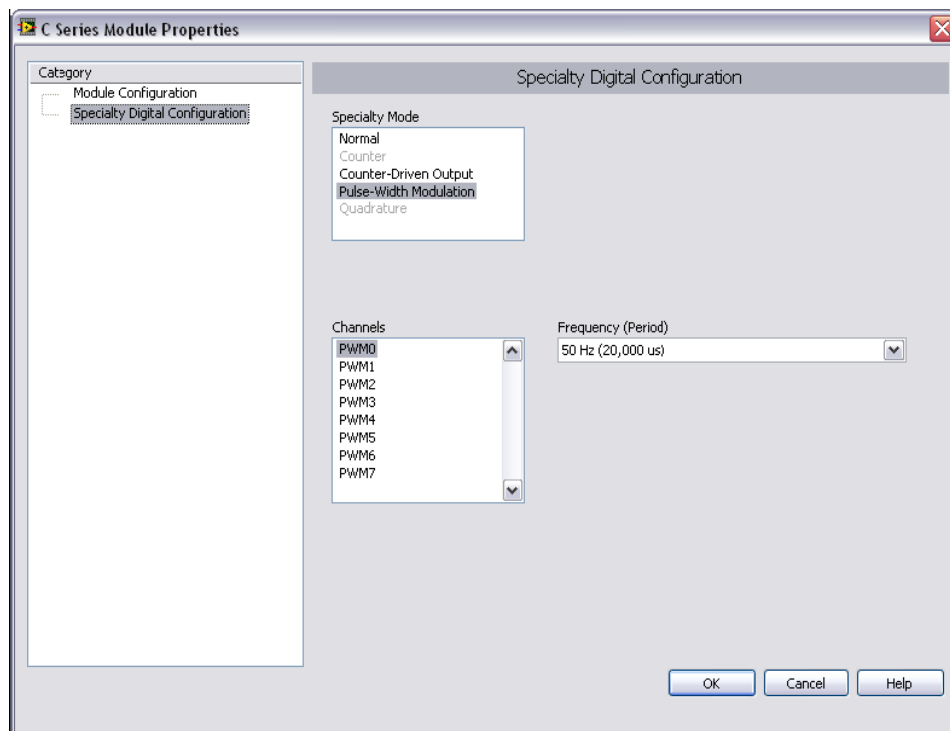 C Series Module Properties
Category
Module Configuration
Specialty Digital Configuration
Specialty Digital Configuration
Specialty Mode
Normal
Counter
Counter-Driven Output
Pulse-Width Modulation
Quadrature
Channels
PWM0
PWM1
PWM2
PWM3
PWM4
PWM5
PWM6
PWM7
Frequency (Period)
50 Hz (20,000 us)
OK
Cancel
Help